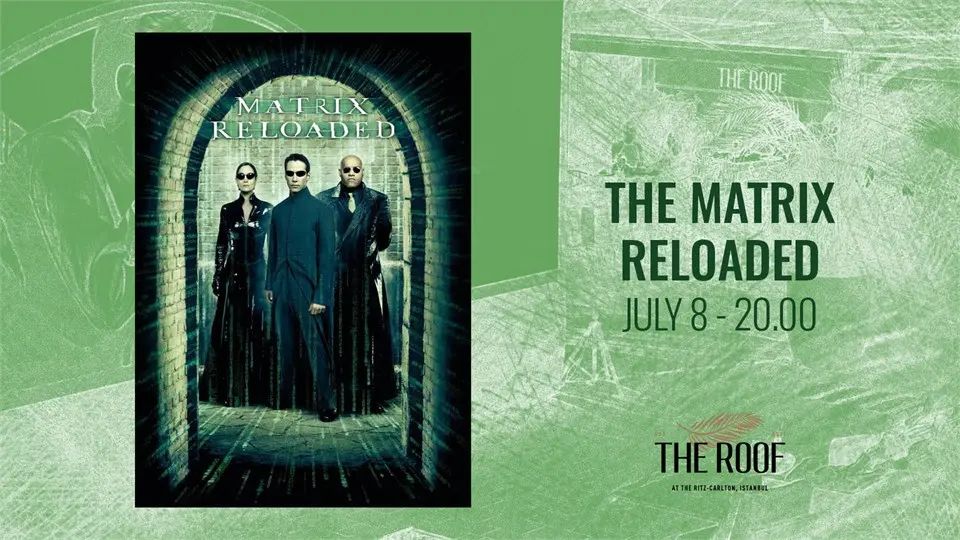 MATRIX
RELOADED
THE ROOF
THE MATRIX
RELOADED
JULY 8 - 20.00
THE ROOF
AT THE RITZ-CARLTON, ISTANBUL